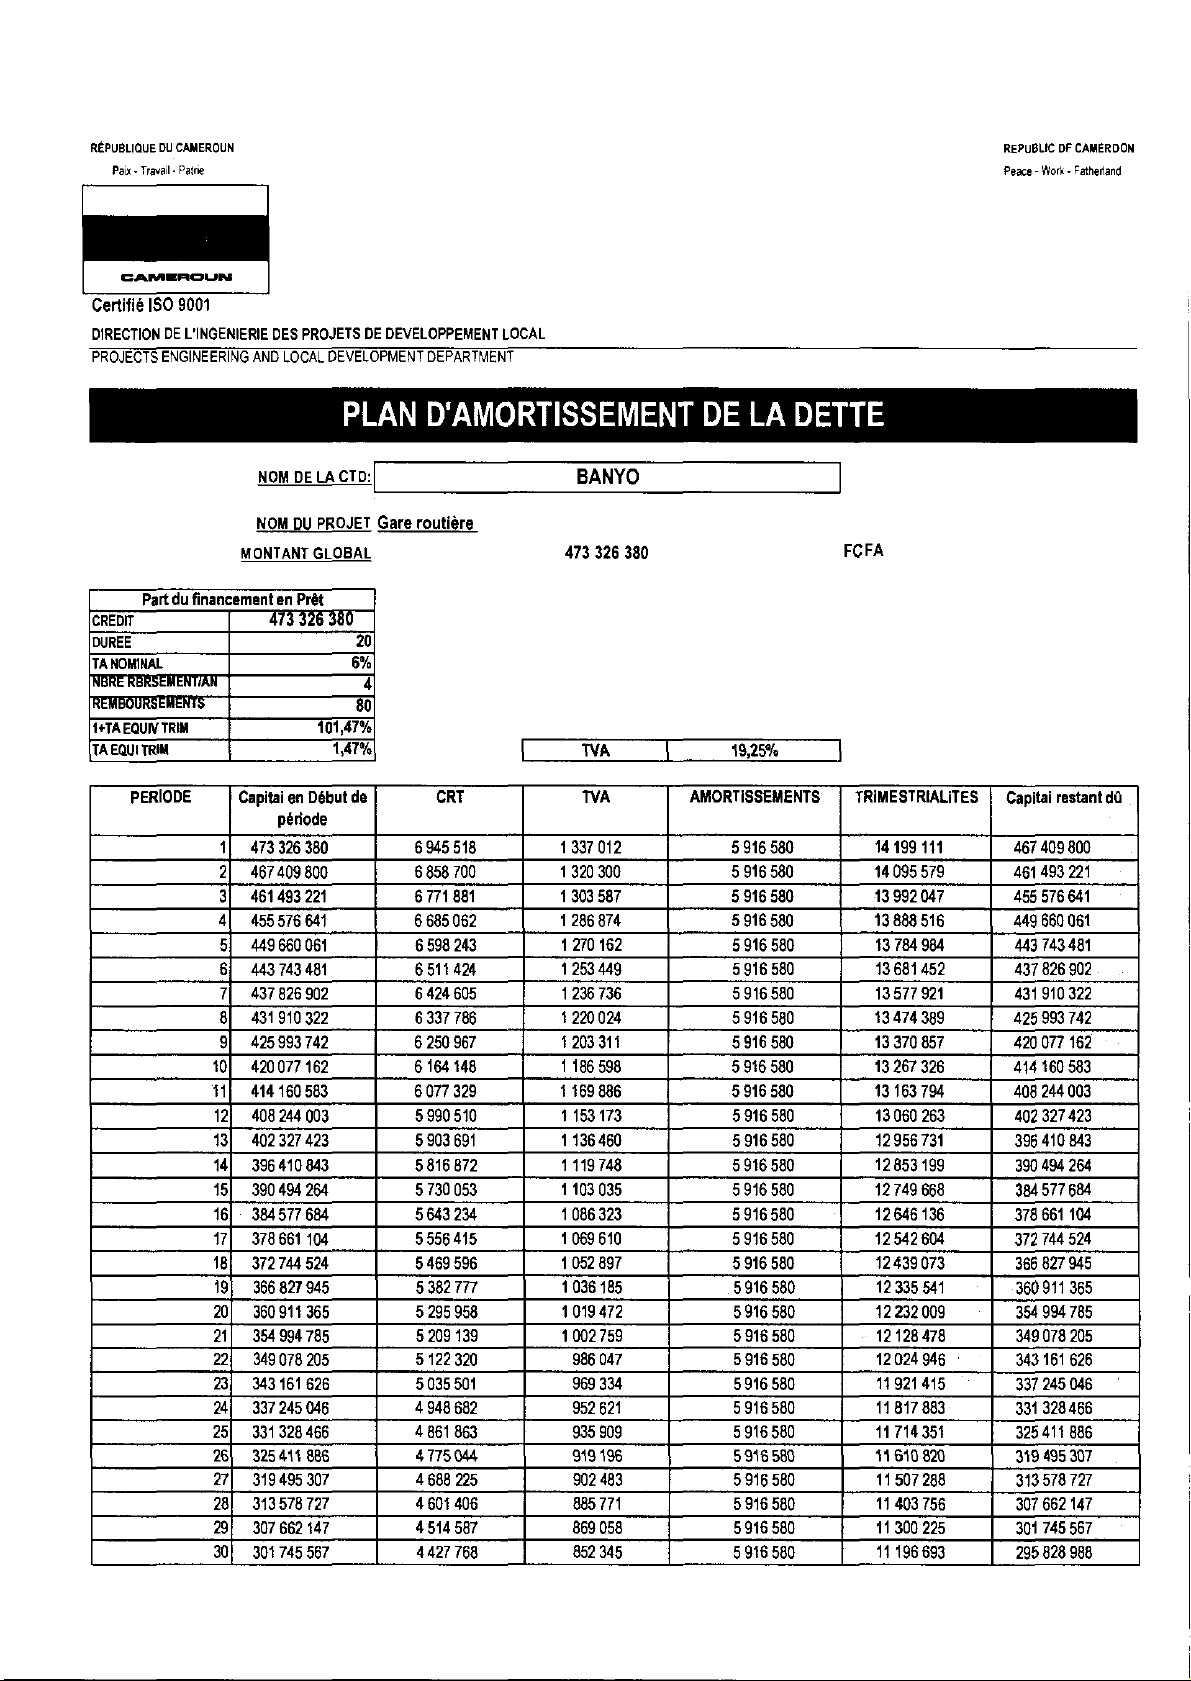 RÉPUBLIQUE DU CAMEROUN
REPUBLIC OF CAMEROON
Paix - Travail - Patrie
Peace - Work - Fatherland
CAMEROUN
Certifié ISO 9001
DIRECTION DE L'INGENIERIE DES PROJETS DE DEVELOPPEMENT LOCAL
PROJECTS ENGINEERING AND LOCAL DEVELOPMENT DEPARTMENT
PLAN D'AMORTISSEMENT DE LA DETTE
NOM DE LA CTD: BANYO
NOM DU PROJET Gare routière
MONTANT GLOBAL 473 326 380 FCFA
Part du financement en Prêt
CREDIT 473 326 380
DUREE 20
TA NOMINAL 6%
NBRE RBRSEMENT/AN 4
REMBOURSEMENTS 80
1+TA EQUIV TRIM 101,47%
TA EQUI TRIM 1,47% TVA 19,25%
PERIODE Capital en Début de période CRT TVA AMORTISSEMENTS TRIMESTRIALITES Capital restant dû
1 473 326 380 6 945 518 1 337 012 5 916 580 14 199 111 467 409 800
2 467 409 800 6 858 700 1 320 300 5 916 580 14 095 579 461 493 221
3 461 493 221 6 771 881 1 303 587 5 916 580 13 992 047 455 576 641
4 455 576 641 6 685 062 1 286 874 5 916 580 13 888 516 449 660 061
5 449 660 061 6 598 243 1 270 162 5 916 580 13 784 984 443 743 481
6 443 743 481 6 511 424 1 253 449 5 916 580 13 681 452 437 826 902
7 437 826 902 6 424 605 1 236 736 5 916 580 13 577 921 431 910 322
8 431 910 322 6 337 786 1 220 024 5 916 580 13 474 389 425 993 742
9 425 993 742 6 250 967 1 203 311 5 916 580 13 370 857 420 077 162
10 420 077 162 6 164 148 1 186 598 5 916 580 13 267 326 414 160 583
11 414 160 583 6 077 329 1 169 886 5 916 580 13 163 794 408 244 003
12 408 244 003 5 990 510 1 153 173 5 916 580 13 060 263 402 327 423
13 402 327 423 5 903 691 1 136 460 5 916 580 12 956 731 396 410 843
14 396 410 843 5 816 872 1 119 748 5 916 580 12 853 199 390 494 264
15 390 494 264 5 730 053 1 103 035 5 916 580 12 749 668 384 577 684
16 384 577 684 5 643 234 1 086 323 5 916 580 12 646 136 378 661 104
17 378 661 104 5 556 415 1 069 610 5 916 580 12 542 604 372 744 524
18 372 744 524 5 469 596 1 052 897 5 916 580 12 439 073 366 827 945
19 366 827 945 5 382 777 1 036 185 5 916 580 12 335 541 360 911 365
20 360 911 365 5 295 958 1 019 472 5 916 580 12 232 009 354 994 785
21 354 994 785 5 209 139 1 002 759 5 916 580 12 128 478 349 078 205
22 349 078 205 5 122 320 986 047 5 916 580 12 024 946 343 161 626
23 343 161 626 5 035 501 969 334 5 916 580 11 921 415 337 245 046
24 337 245 046 4 948 682 952 621 5 916 580 11 817 883 331 328 466
25 331 328 466 4 861 863 935 909 5 916 580 11 714 351 325 411 886
26 325 411 886 4 775 044 919 196 5 916 580 11 610 820 319 495 307
27 319 495 307 4 688 225 902 483 5 916 580 11 507 288 313 578 727
28 313 578 727 4 601 406 885 771 5 916 580 11 403 756 307 662 147
29 307 662 147 4 514 587 869 058 5 916 580 11 300 225 301 745 567
30 301 745 567 4 427 768 852 345 5 916 580 11 196 693 295 828 988